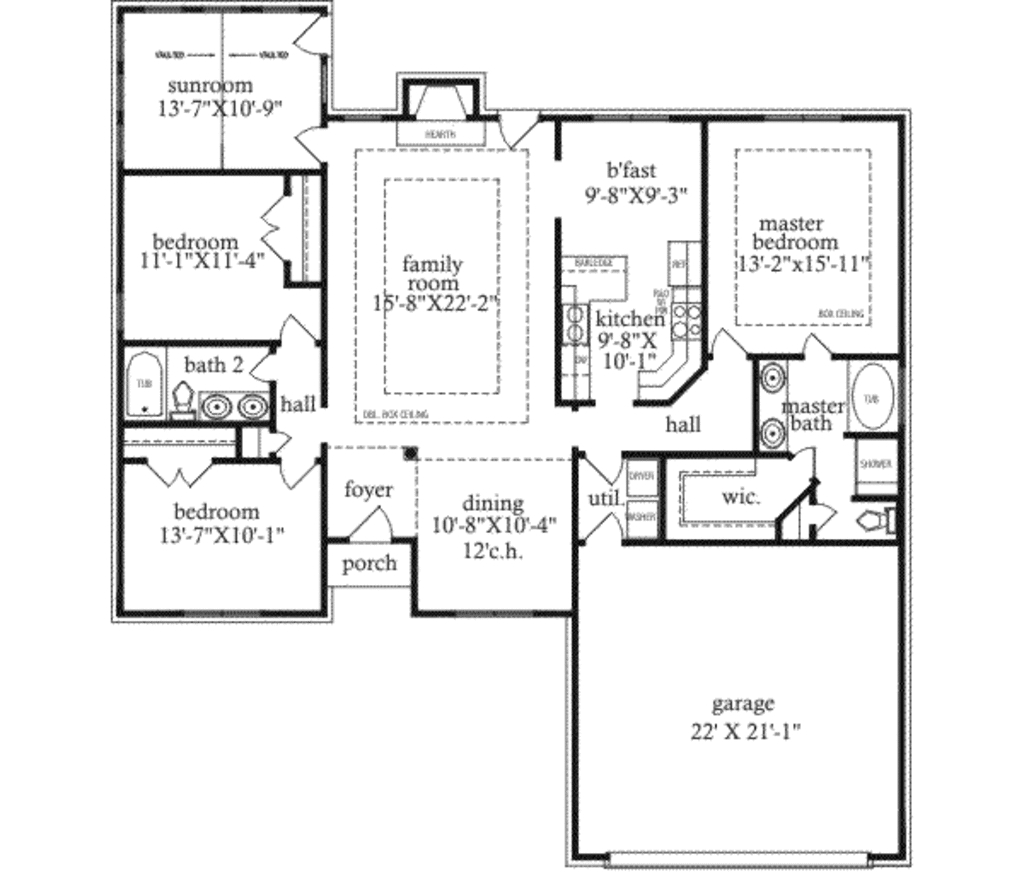 VAULTED VAULTED
sunroom
13'-7"X10'-9"
HEARTH
b'fast
9'-8"X9'-3"
bedroom
11'-1"X11'-4"
family
room
15'-8"X22'-2"
master
bedroom
13'-2"x15'-11"
BOX CEILING
BARLEDGE
REF
kitchen
9'-8"X
10'-1"
DW
bath 2
TUB
hall
DBL. BOX CEILING
hall
master
bath
TUB
SHOWER
foyer
bedroom
13'-7"X10'-1"
dining
10'-8"X10'-4"
12'c.h.
util.
DRYER
WASHER
wic.
porch
garage
22' X 21'-1"